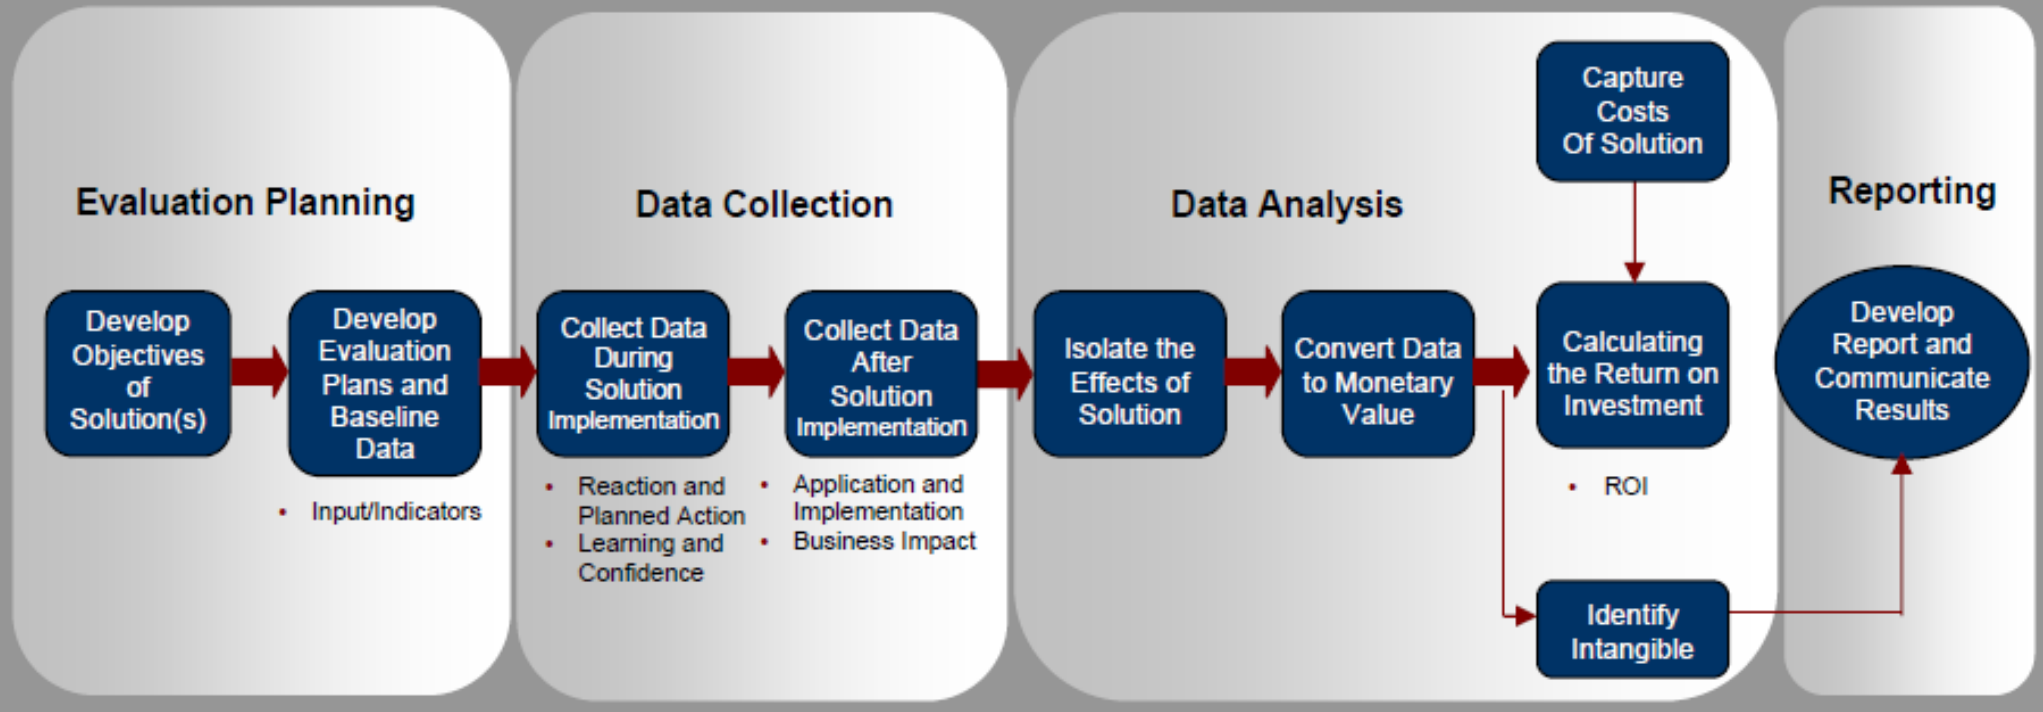 Evaluation Planning
Develop
Objectives
of
Solution(s)
Develop
Evaluation
Plans and
Baseline
Data
• Input/Indicators
Data Collection
Collect Data
During
Solution
Implementation
• Reaction and
Planned Action
• Learning and
Confidence
Collect Data
After
Solution
Implementation
• Application and
Implementation
• Business Impact
Data Analysis
Isolate the
Effects of
Solution
Convert Data
to Monetary
Value
Capture
Costs
Of Solution
Calculating
the Return on
Investment
• ROI
Identify
Intangible
Reporting
Develop
Report and
Communicate
Results